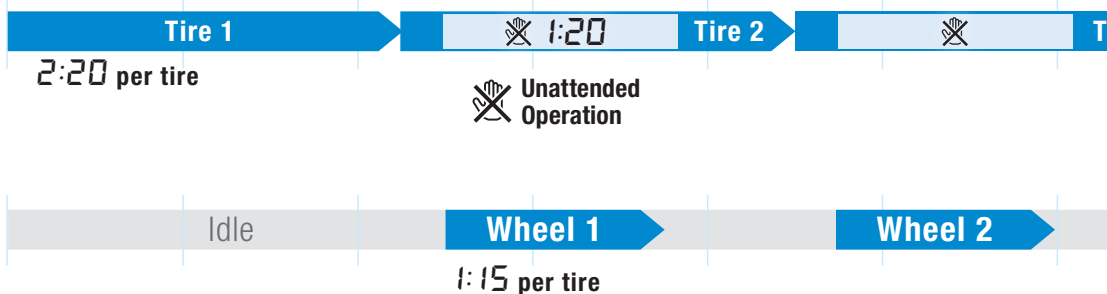 Tire 1
1:20
Tire 2
T
2:20 per tire
Unattended
Operation
Idle
Wheel 1
Wheel 2
1:15 per tire